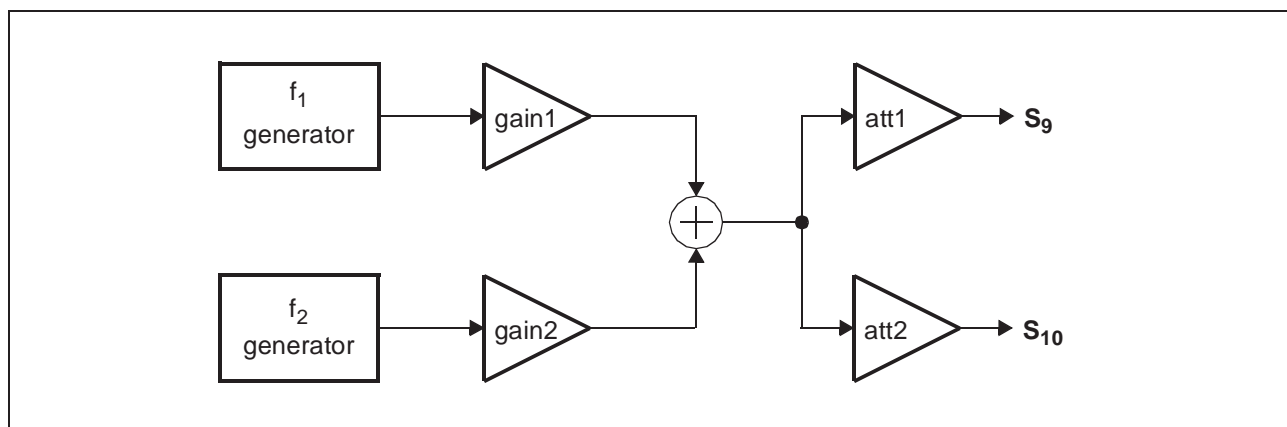 f1
generator
gain1
att1
S9
f2
generator
gain2
att2
S10